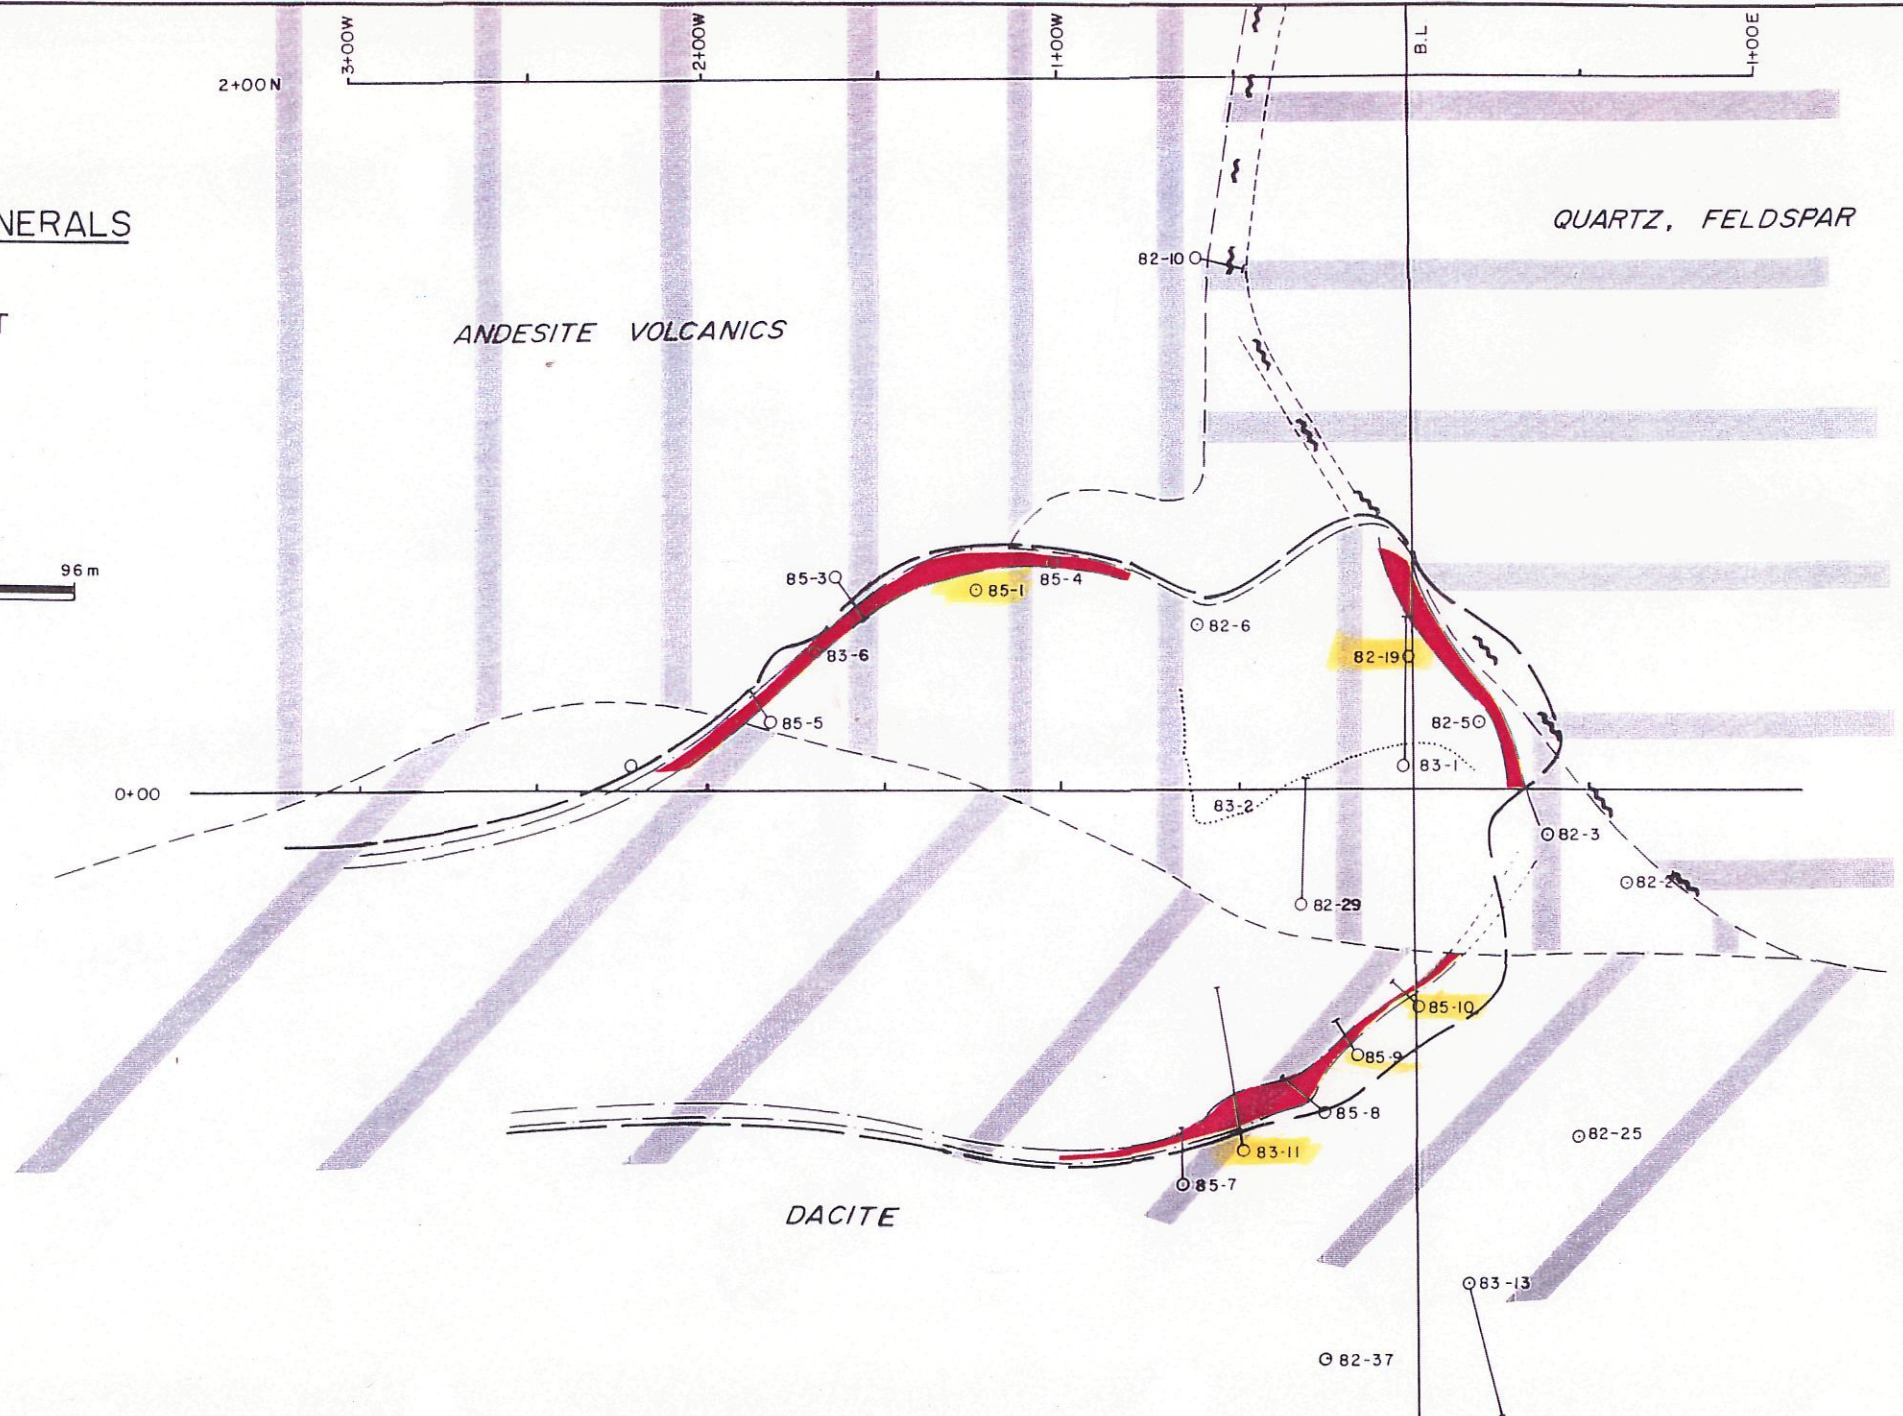 3+00W
2+00W
1+00W
B.L.
1+00E
2+00N
NERALS
QUARTZ, FELDSPAR
82-10
T
ANDESITE VOLCANICS
96 m
85-3
85-4
85-1
82-6
83-6
82-19
85-5
82-5
83-1
0+00
83-2
82-3
82-2
82-29
85-10
85-9
85-8
82-25
83-11
85-7
DACITE
83-13
82-37